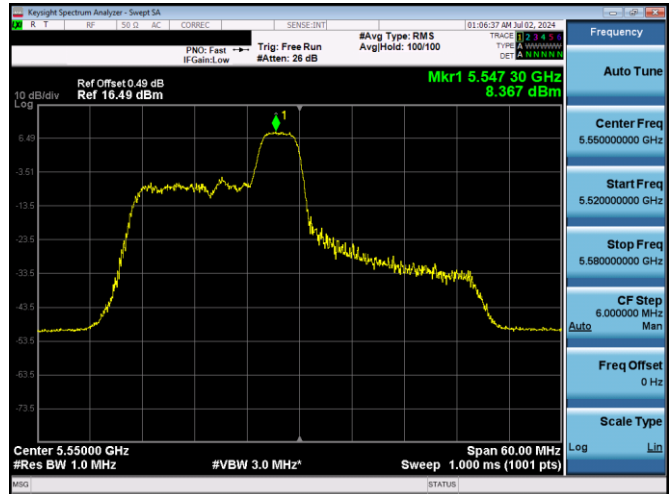 Keysight Spectrum Analyzer - Swept SA
R T RF 50 Ω AC CORREC SENSE:INT 01:06:37 AM Jul 02, 2024
PNO: Fast
IFGain:Low
Trig: Free Run
#Atten: 26 dB
#Avg Type: RMS
Avg|Hold: 100/100
TRACE 1 2 3 4 5 6
TYPE A WWWWW
DET A N N N N N
Ref Offset 0.49 dB
10 dB/div Ref 16.49 dBm
Log
Mkr1 5.547 30 GHz
8.367 dBm
1
6.49
-3.51
-13.5
-23.5
-33.5
-43.5
-53.5
-63.5
-73.5
Center 5.55000 GHz Span 60.00 MHz
#Res BW 1.0 MHz #VBW 3.0 MHz* Sweep 1.000 ms (1001 pts)
MSG STATUS
Frequency
Auto Tune
Center Freq
5.550000000 GHz
Start Freq
5.520000000 GHz
Stop Freq
5.580000000 GHz
CF Step
6.000000 MHz
Auto Man
Freq Offset
0 Hz
Scale Type
Log Lin